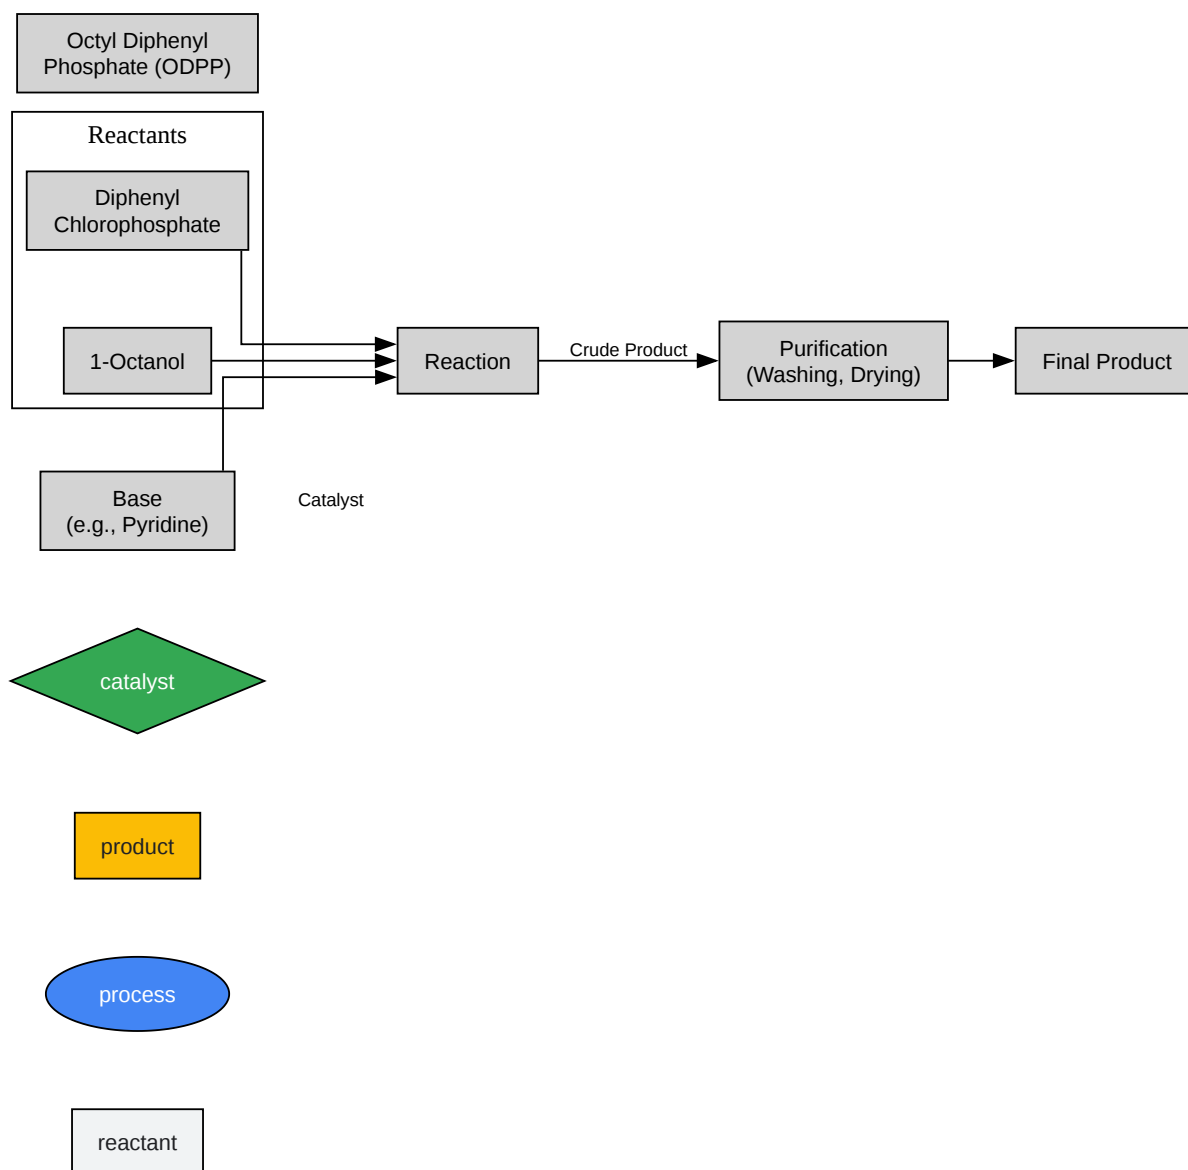 Octyl Diphenyl
Phosphate (ODPP)
Reactants
Diphenyl
Chlorophosphate
1-Octanol
Reaction
Crude Product
Purification
(Washing, Drying)
Final Product
Base
(e.g., Pyridine)
Catalyst
catalyst
product
process
reactant